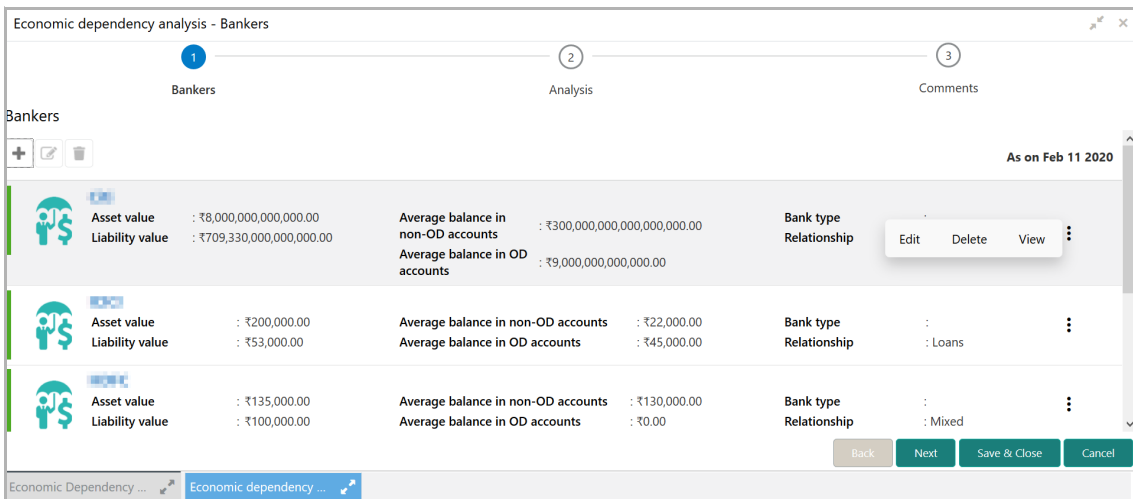 Economic dependency analysis - Bankers
1 2 3
Bankers Analysis Comments
Bankers
As on Feb 11 2020
Asset value : ₹8,000,000,000,000.00 Average balance in non-OD accounts : ₹300,000,000,000,000,000.00 Bank type :
Liability value : ₹709,330,000,000,000.00 Average balance in OD accounts : ₹9,000,000,000,000.00 Relationship
Edit Delete View
Asset value : ₹200,000.00 Average balance in non-OD accounts : ₹22,000.00 Bank type :
Liability value : ₹53,000.00 Average balance in OD accounts : ₹45,000.00 Relationship : Loans
Asset value : ₹135,000.00 Average balance in non-OD accounts : ₹130,000.00 Bank type :
Liability value : ₹100,000.00 Average balance in OD accounts : ₹0.00 Relationship : Mixed
Back Next Save & Close Cancel
Economic Dependency ... Economic dependency ...